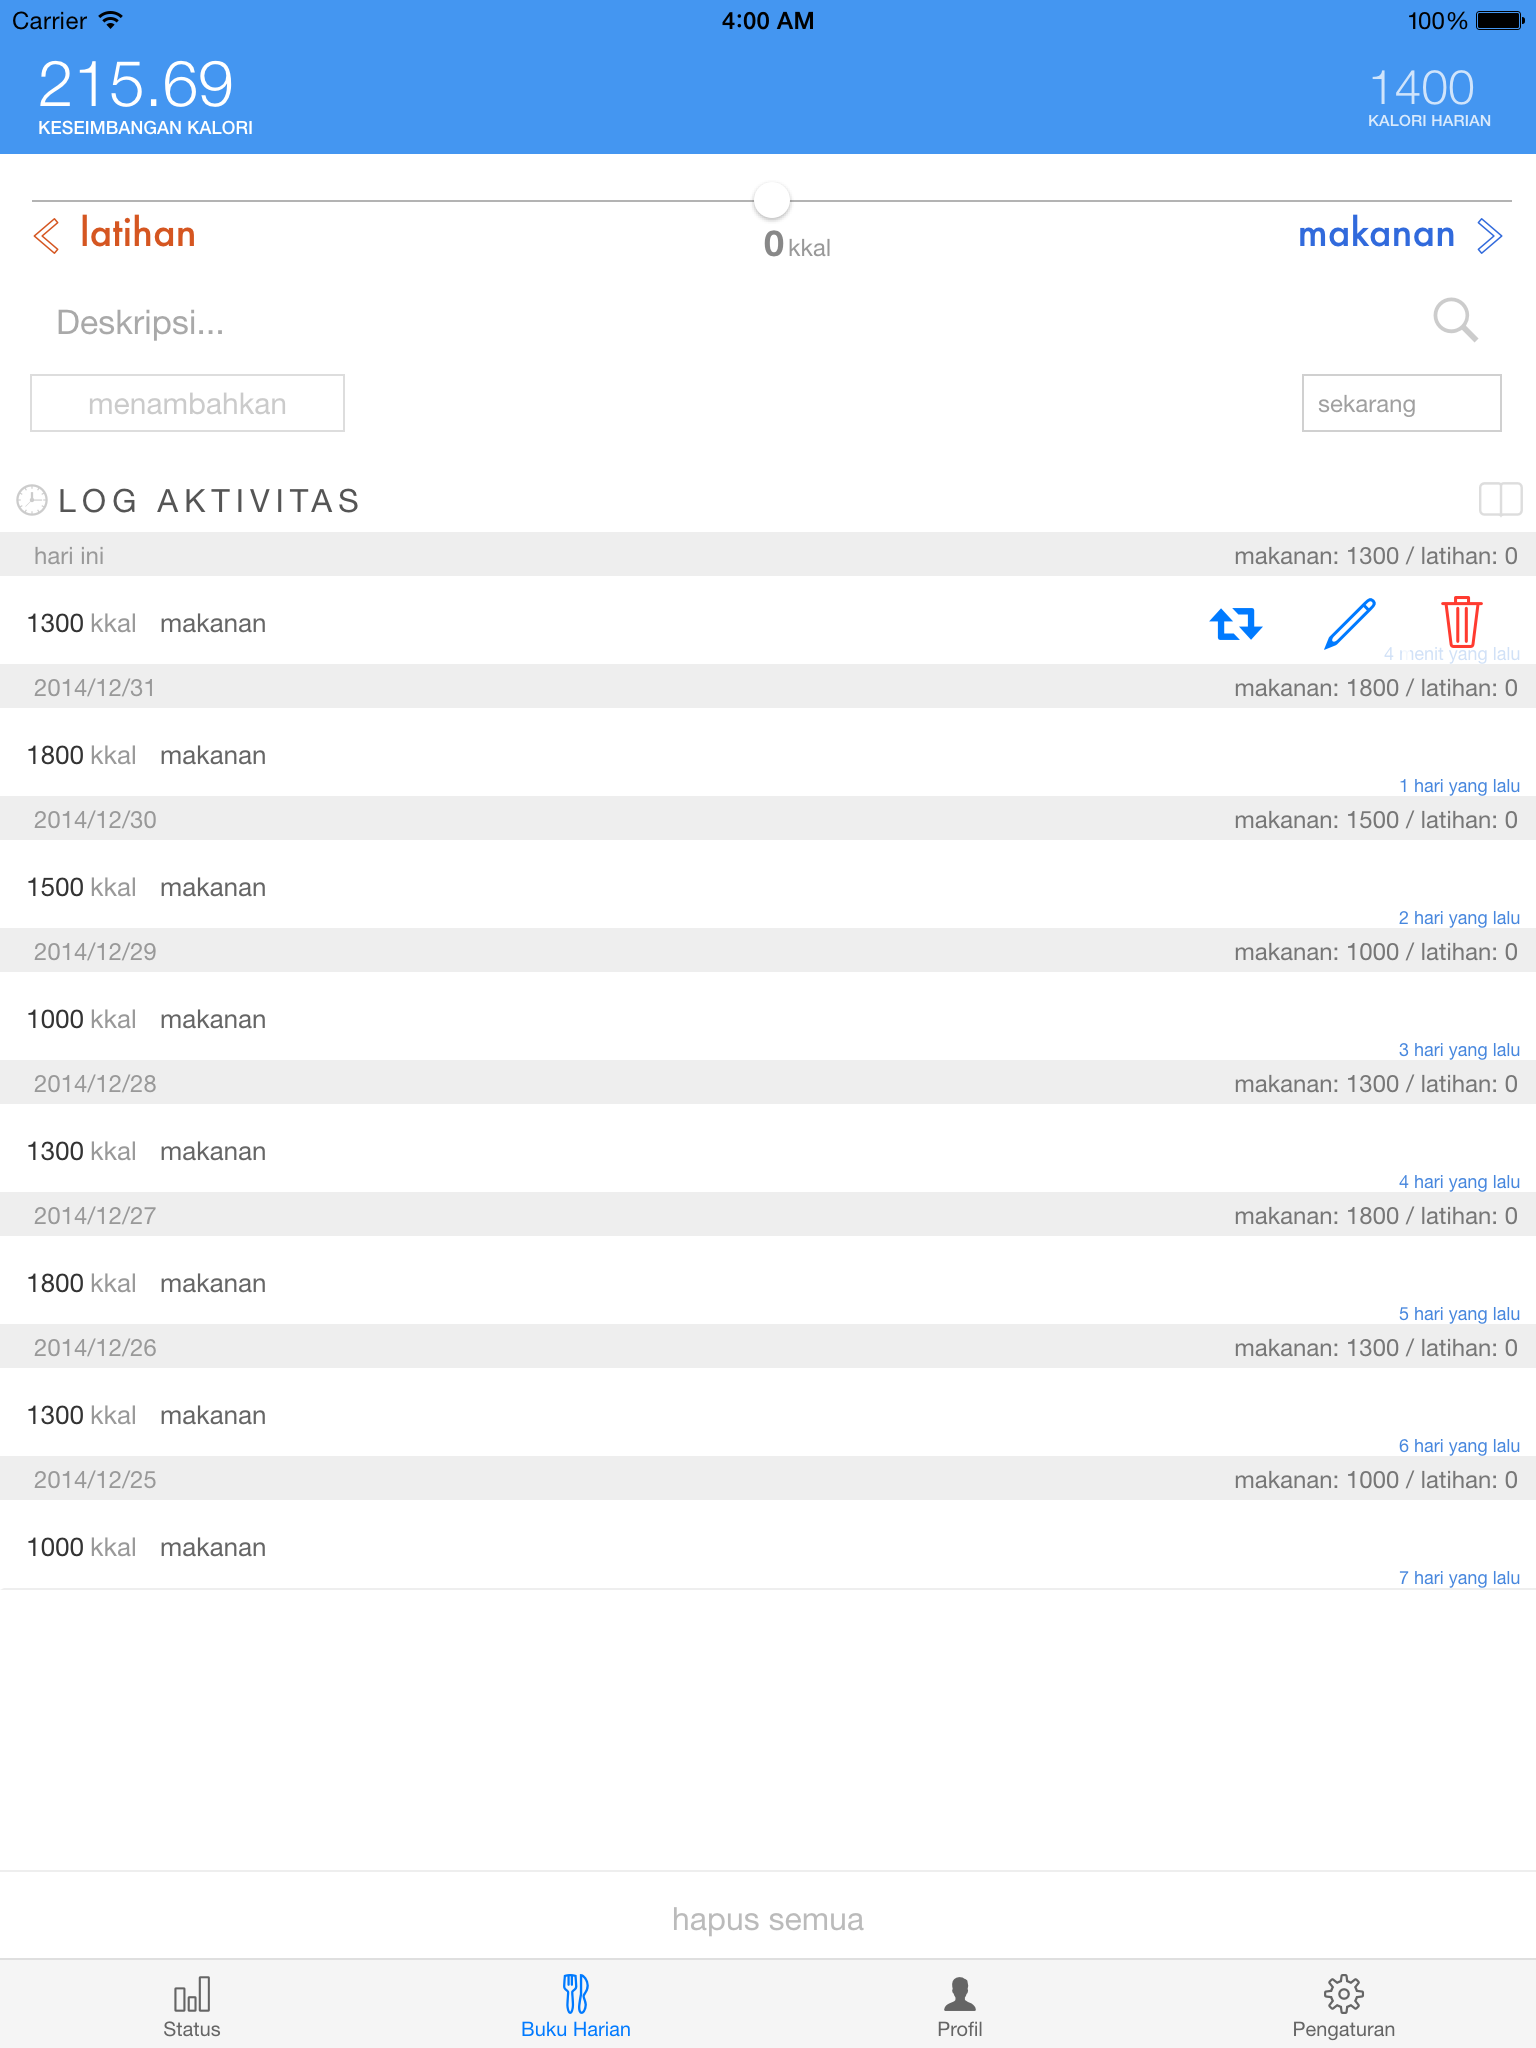 Carrier 4:00 AM 100%
215.69 1400
KESEIMBANGAN KALORI KALORI HARIAN
latihan 0 kkal makanan
Deskripsi...
menambahkan sekarang
LOG AKTIVITAS
hari ini makanan: 1300 / latihan: 0
1300 kkal makanan
4 menit yang lalu
2014/12/31 makanan: 1800 / latihan: 0
1800 kkal makanan
1 hari yang lalu
2014/12/30 makanan: 1500 / latihan: 0
1500 kkal makanan
2 hari yang lalu
2014/12/29 makanan: 1000 / latihan: 0
1000 kkal makanan
3 hari yang lalu
2014/12/28 makanan: 1300 / latihan: 0
1300 kkal makanan
4 hari yang lalu
2014/12/27 makanan: 1800 / latihan: 0
1800 kkal makanan
5 hari yang lalu
2014/12/26 makanan: 1300 / latihan: 0
1300 kkal makanan
6 hari yang lalu
2014/12/25 makanan: 1000 / latihan: 0
1000 kkal makanan
7 hari yang lalu
hapus semua
Status Buku Harian Profil Pengaturan